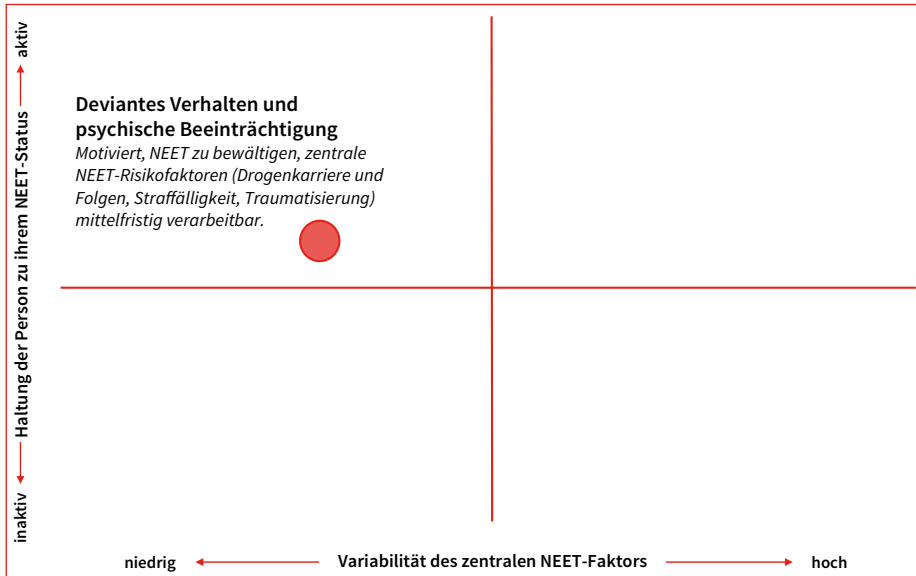 Deviantes Verhalten und
psychische Beeinträchtigung
Motiviert, NEET zu bewältigen, zentrale
NEET-Risikofaktoren (Drogenkarriere und
Folgen, Straffälligkeit, Traumatisierung)
mittelfristig verarbeitbar.
inaktiv Haltung der Person zu ihrem NEET-Status aktiv
niedrig Variabilität des zentralen NEET-Faktors hoch